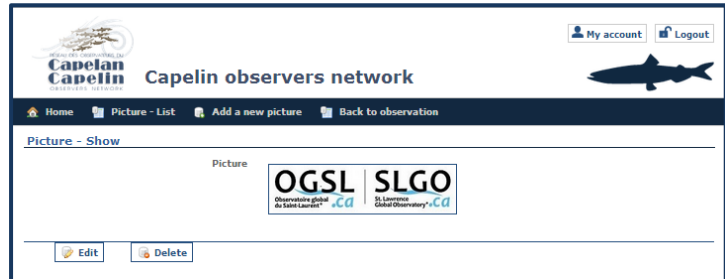 My account
Logout
RÉSEAU DES OBSERVATEURS DU
Capelan
Capelin
OBSERVERS NETWORK
Capelin observers network
Home Picture - List Add a new picture Back to observation
Picture - Show
Picture
OGSL SLGO
Observatoire global
du Saint-Laurent .ca
St. Lawrence
Global Observatory .ca
Edit Delete